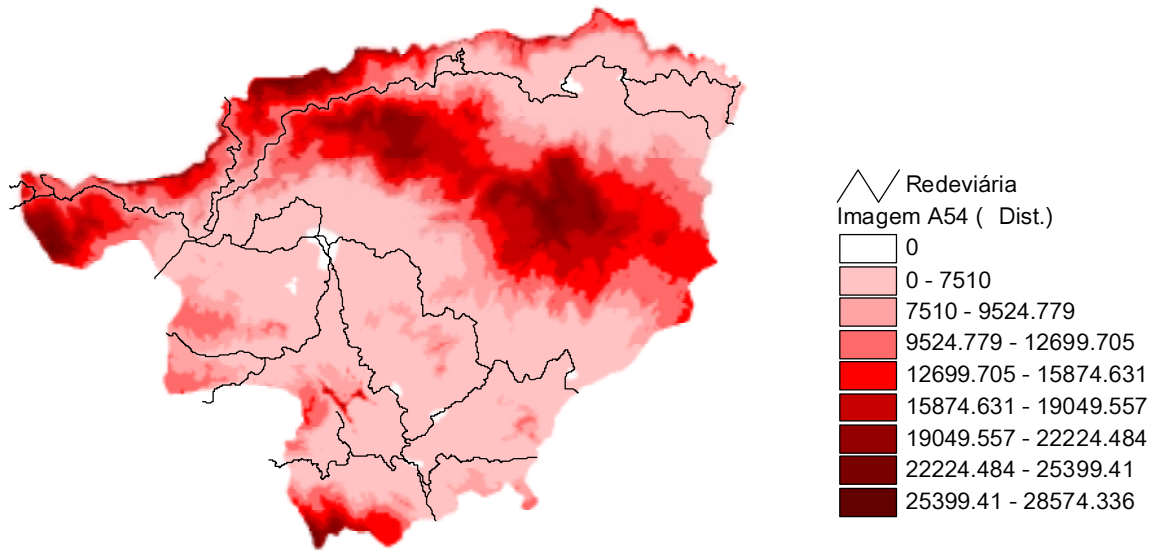 Redeviária
Imagem A54 ( Dist.)
0
0 - 7510
7510 - 9524.779
9524.779 - 12699.705
12699.705 - 15874.631
15874.631 - 19049.557
19049.557 - 22224.484
22224.484 - 25399.41
25399.41 - 28574.336